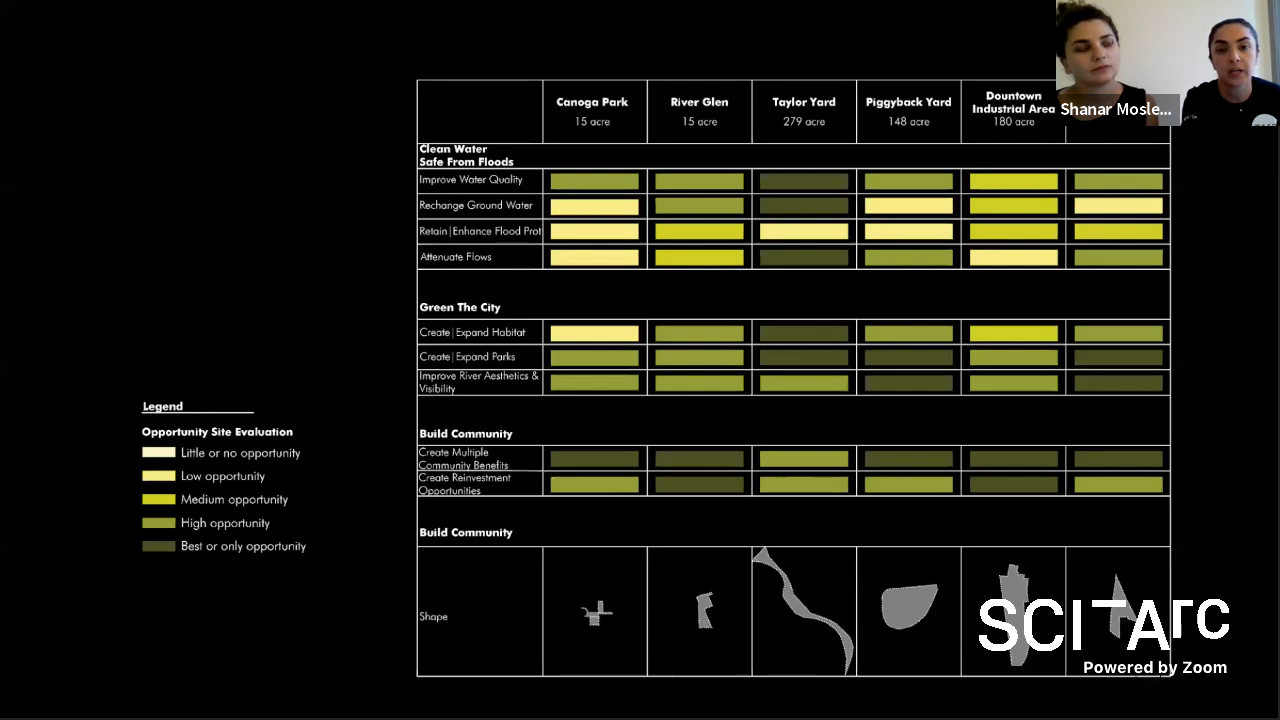 Shanar Mosle...
Canoga Park
15 acre
River Glen
15 acre
Taylor Yard
279 acre
Piggyback Yard
148 acre
Dountown
Industrial Area
180 acre
Clean Water
Safe From Floods
Improve Water Quality
Rechange Ground Water
Retain|Enhance Flood Prot
Attenuate Flows
Green The City
Create|Expand Habitat
Create|Expand Parks
Improve River Aesthetics &
Visibility
Build Community
Create Multiple
Community Benefits
Create Reinvestment
Opportunities
Build Community
Shape
Legend
Opportunity Site Evaluation
Little or no opportunity
Low opportunity
Medium opportunity
High opportunity
Best or only opportunity
SCI-Arc
Powered by Zoom